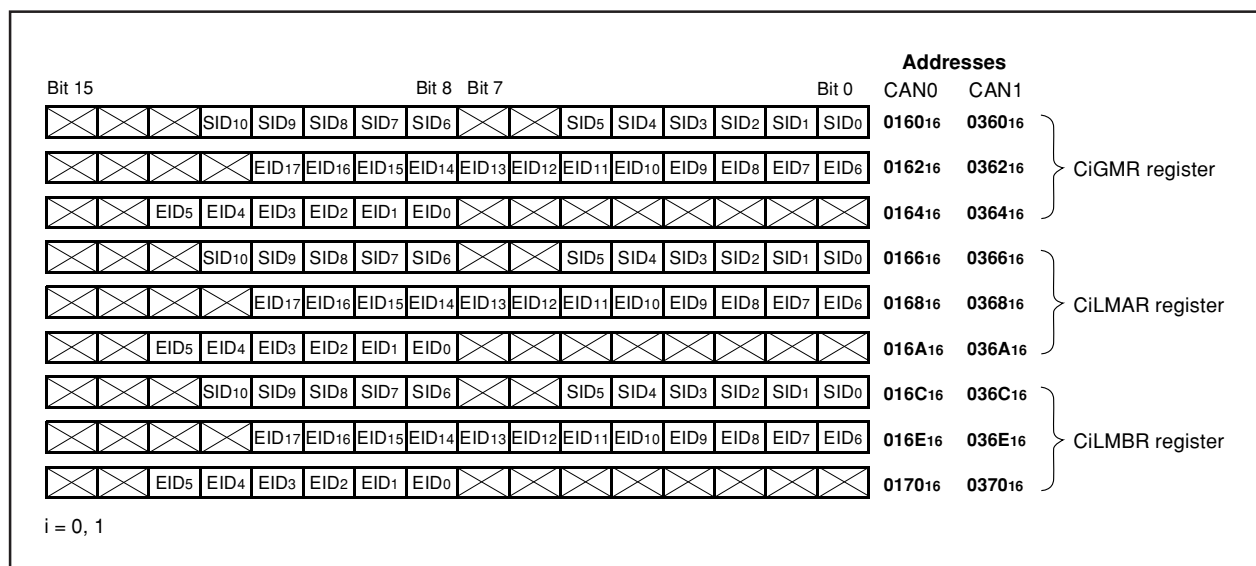 Addresses
Bit 15 Bit 8 Bit 7 Bit 0 CAN0 CAN1
SID10 SID9 SID8 SID7 SID6 SID5 SID4 SID3 SID2 SID1 SID0 016016 036016
EID17 EID16 EID15 EID14 EID13 EID12 EID11 EID10 EID9 EID8 EID7 EID6 016216 036216 CiGMR register
EID5 EID4 EID3 EID2 EID1 EID0 016416 036416
SID10 SID9 SID8 SID7 SID6 SID5 SID4 SID3 SID2 SID1 SID0 016616 036616
EID17 EID16 EID15 EID14 EID13 EID12 EID11 EID10 EID9 EID8 EID7 EID6 016816 036816 CiLMAR register
EID5 EID4 EID3 EID2 EID1 EID0 016A16 036A16
SID10 SID9 SID8 SID7 SID6 SID5 SID4 SID3 SID2 SID1 SID0 016C16 036C16
EID17 EID16 EID15 EID14 EID13 EID12 EID11 EID10 EID9 EID8 EID7 EID6 016E16 036E16 CiLMBR register
EID5 EID4 EID3 EID2 EID1 EID0 017016 037016
i = 0, 1